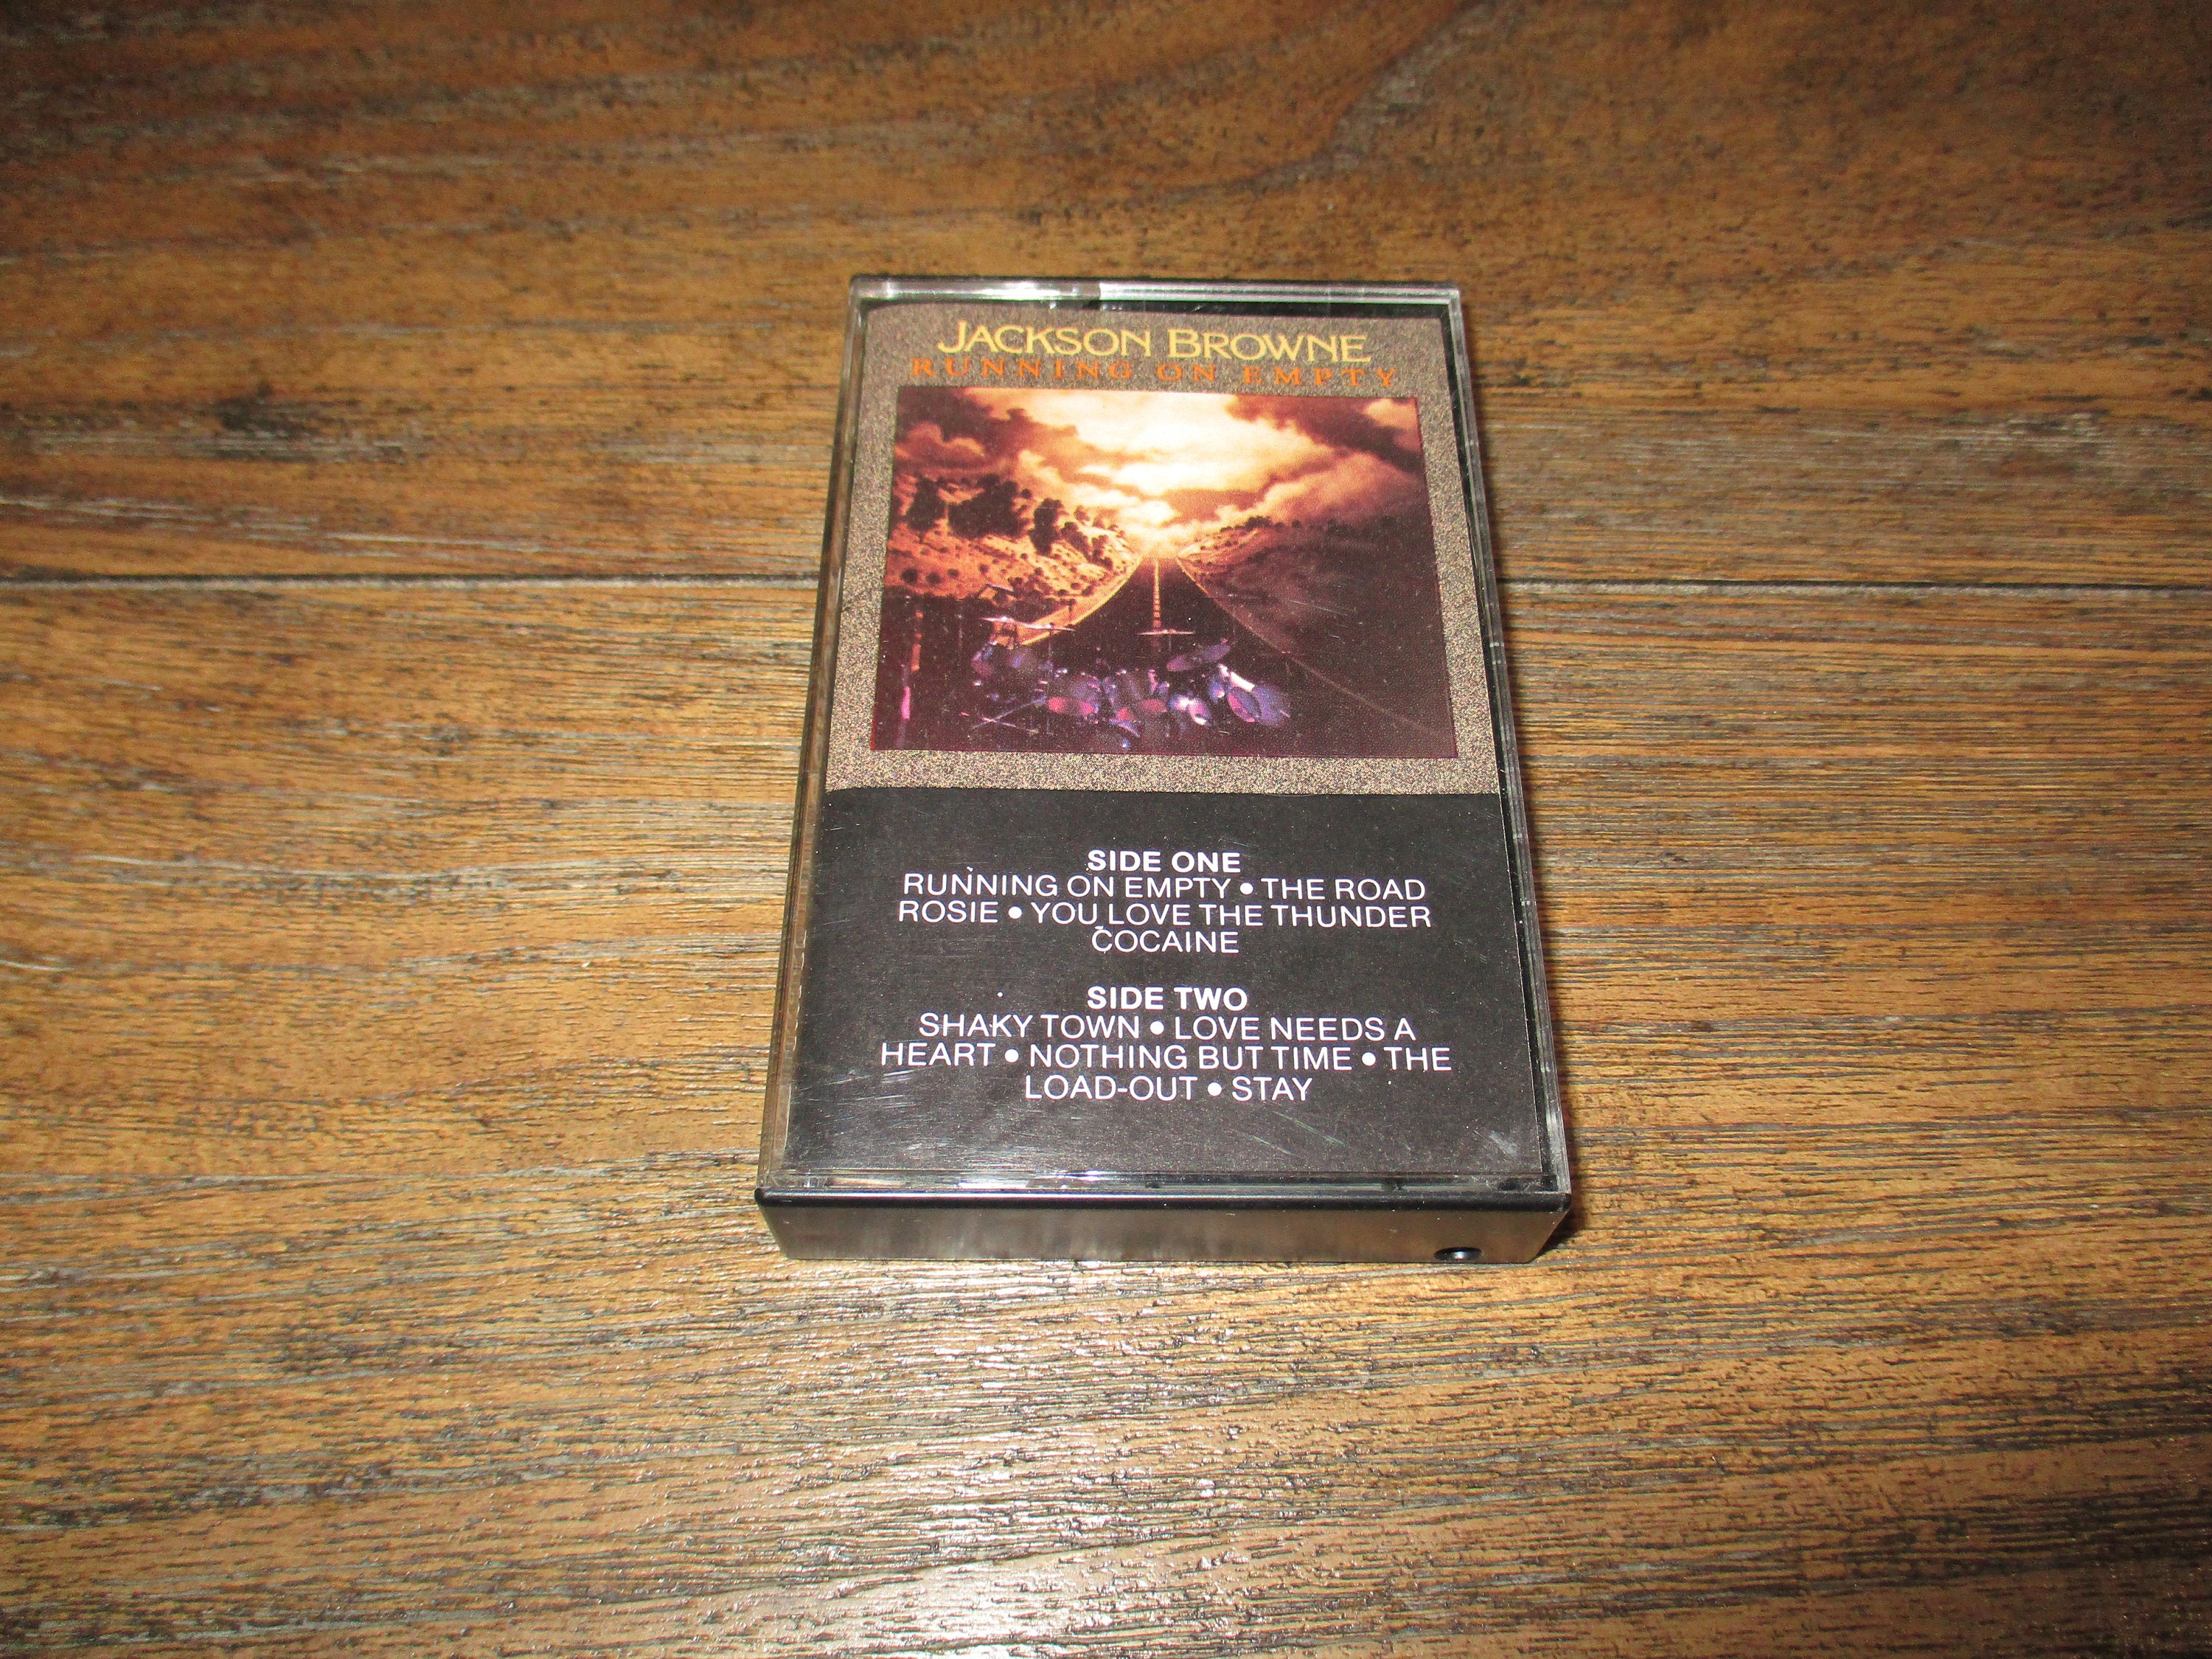 JACKSON BROWNE
RUNNING ON EMPTY
SIDE ONE
RUNNING ON EMPTY • THE ROAD
ROSIE • YOU LOVE THE THUNDER
COCAINE
SIDE TWO
SHAKY TOWN • LOVE NEEDS A
HEART • NOTHING BUT TIME • THE
LOAD-OUT • STAY